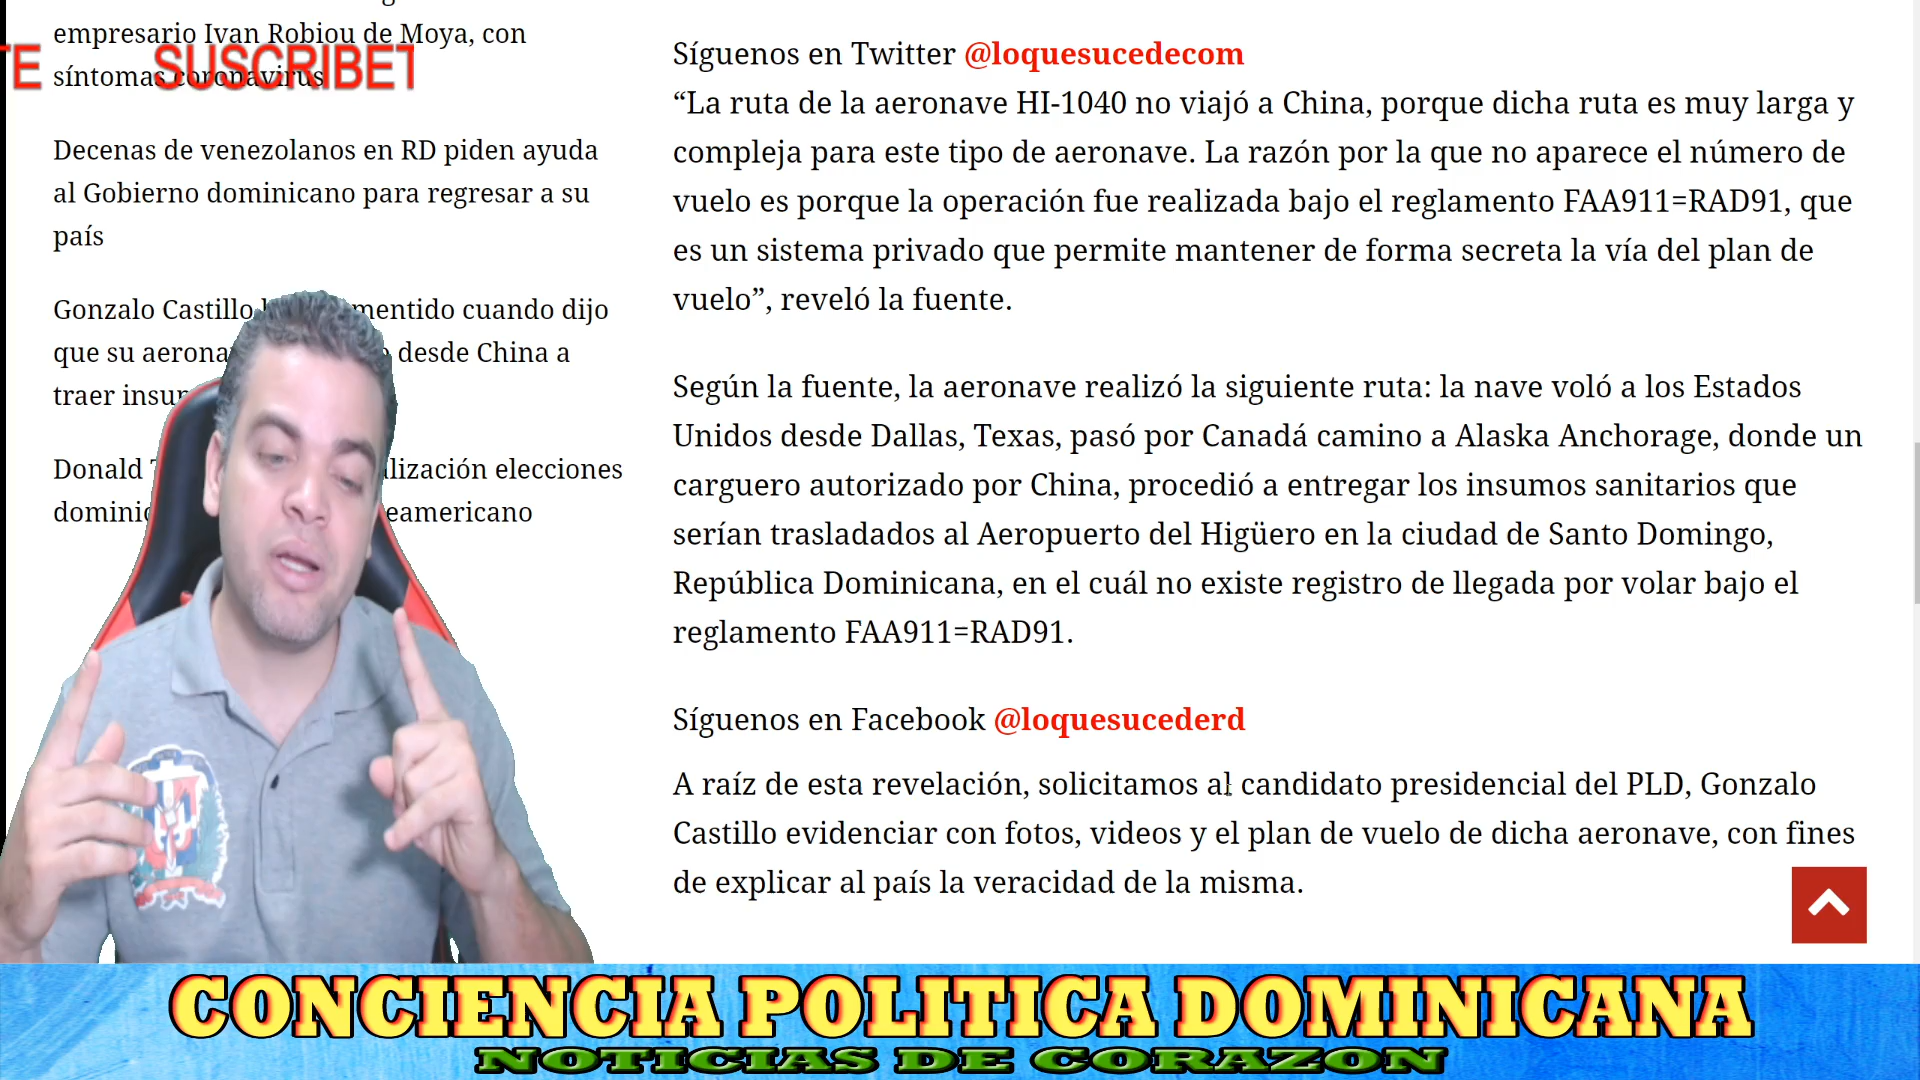 empresario Ivan Robiou de Moya, con
síntomas coronavirus
TE SUSCRIBET
Decenas de venezolanos en RD piden ayuda
al Gobierno dominicano para regresar a su
país
Gonzalo Castillo mentido cuando dijo
que su aerona desde China a
traer insu
Donald alización elecciones
domini eamericano
Síguenos en Twitter @loquesucedecom
“La ruta de la aeronave HI-1040 no viajó a China, porque dicha ruta es muy larga y
compleja para este tipo de aeronave. La razón por la que no aparece el número de
vuelo es porque la operación fue realizada bajo el reglamento FAA911=RAD91, que
es un sistema privado que permite mantener de forma secreta la vía del plan de
vuelo”, reveló la fuente.
Según la fuente, la aeronave realizó la siguiente ruta: la nave voló a los Estados
Unidos desde Dallas, Texas, pasó por Canadá camino a Alaska Anchorage, donde un
carguero autorizado por China, procedió a entregar los insumos sanitarios que
serían trasladados al Aeropuerto del Higüero en la ciudad de Santo Domingo,
República Dominicana, en el cuál no existe registro de llegada por volar bajo el
reglamento FAA911=RAD91.
Síguenos en Facebook @loquesucederd
A raíz de esta revelación, solicitamos al candidato presidencial del PLD, Gonzalo
Castillo evidenciar con fotos, videos y el plan de vuelo de dicha aeronave, con fines
de explicar al país la veracidad de la misma.
CONCIENCIA POLITICA DOMINICANA
NOTICIAS DE CORAZON